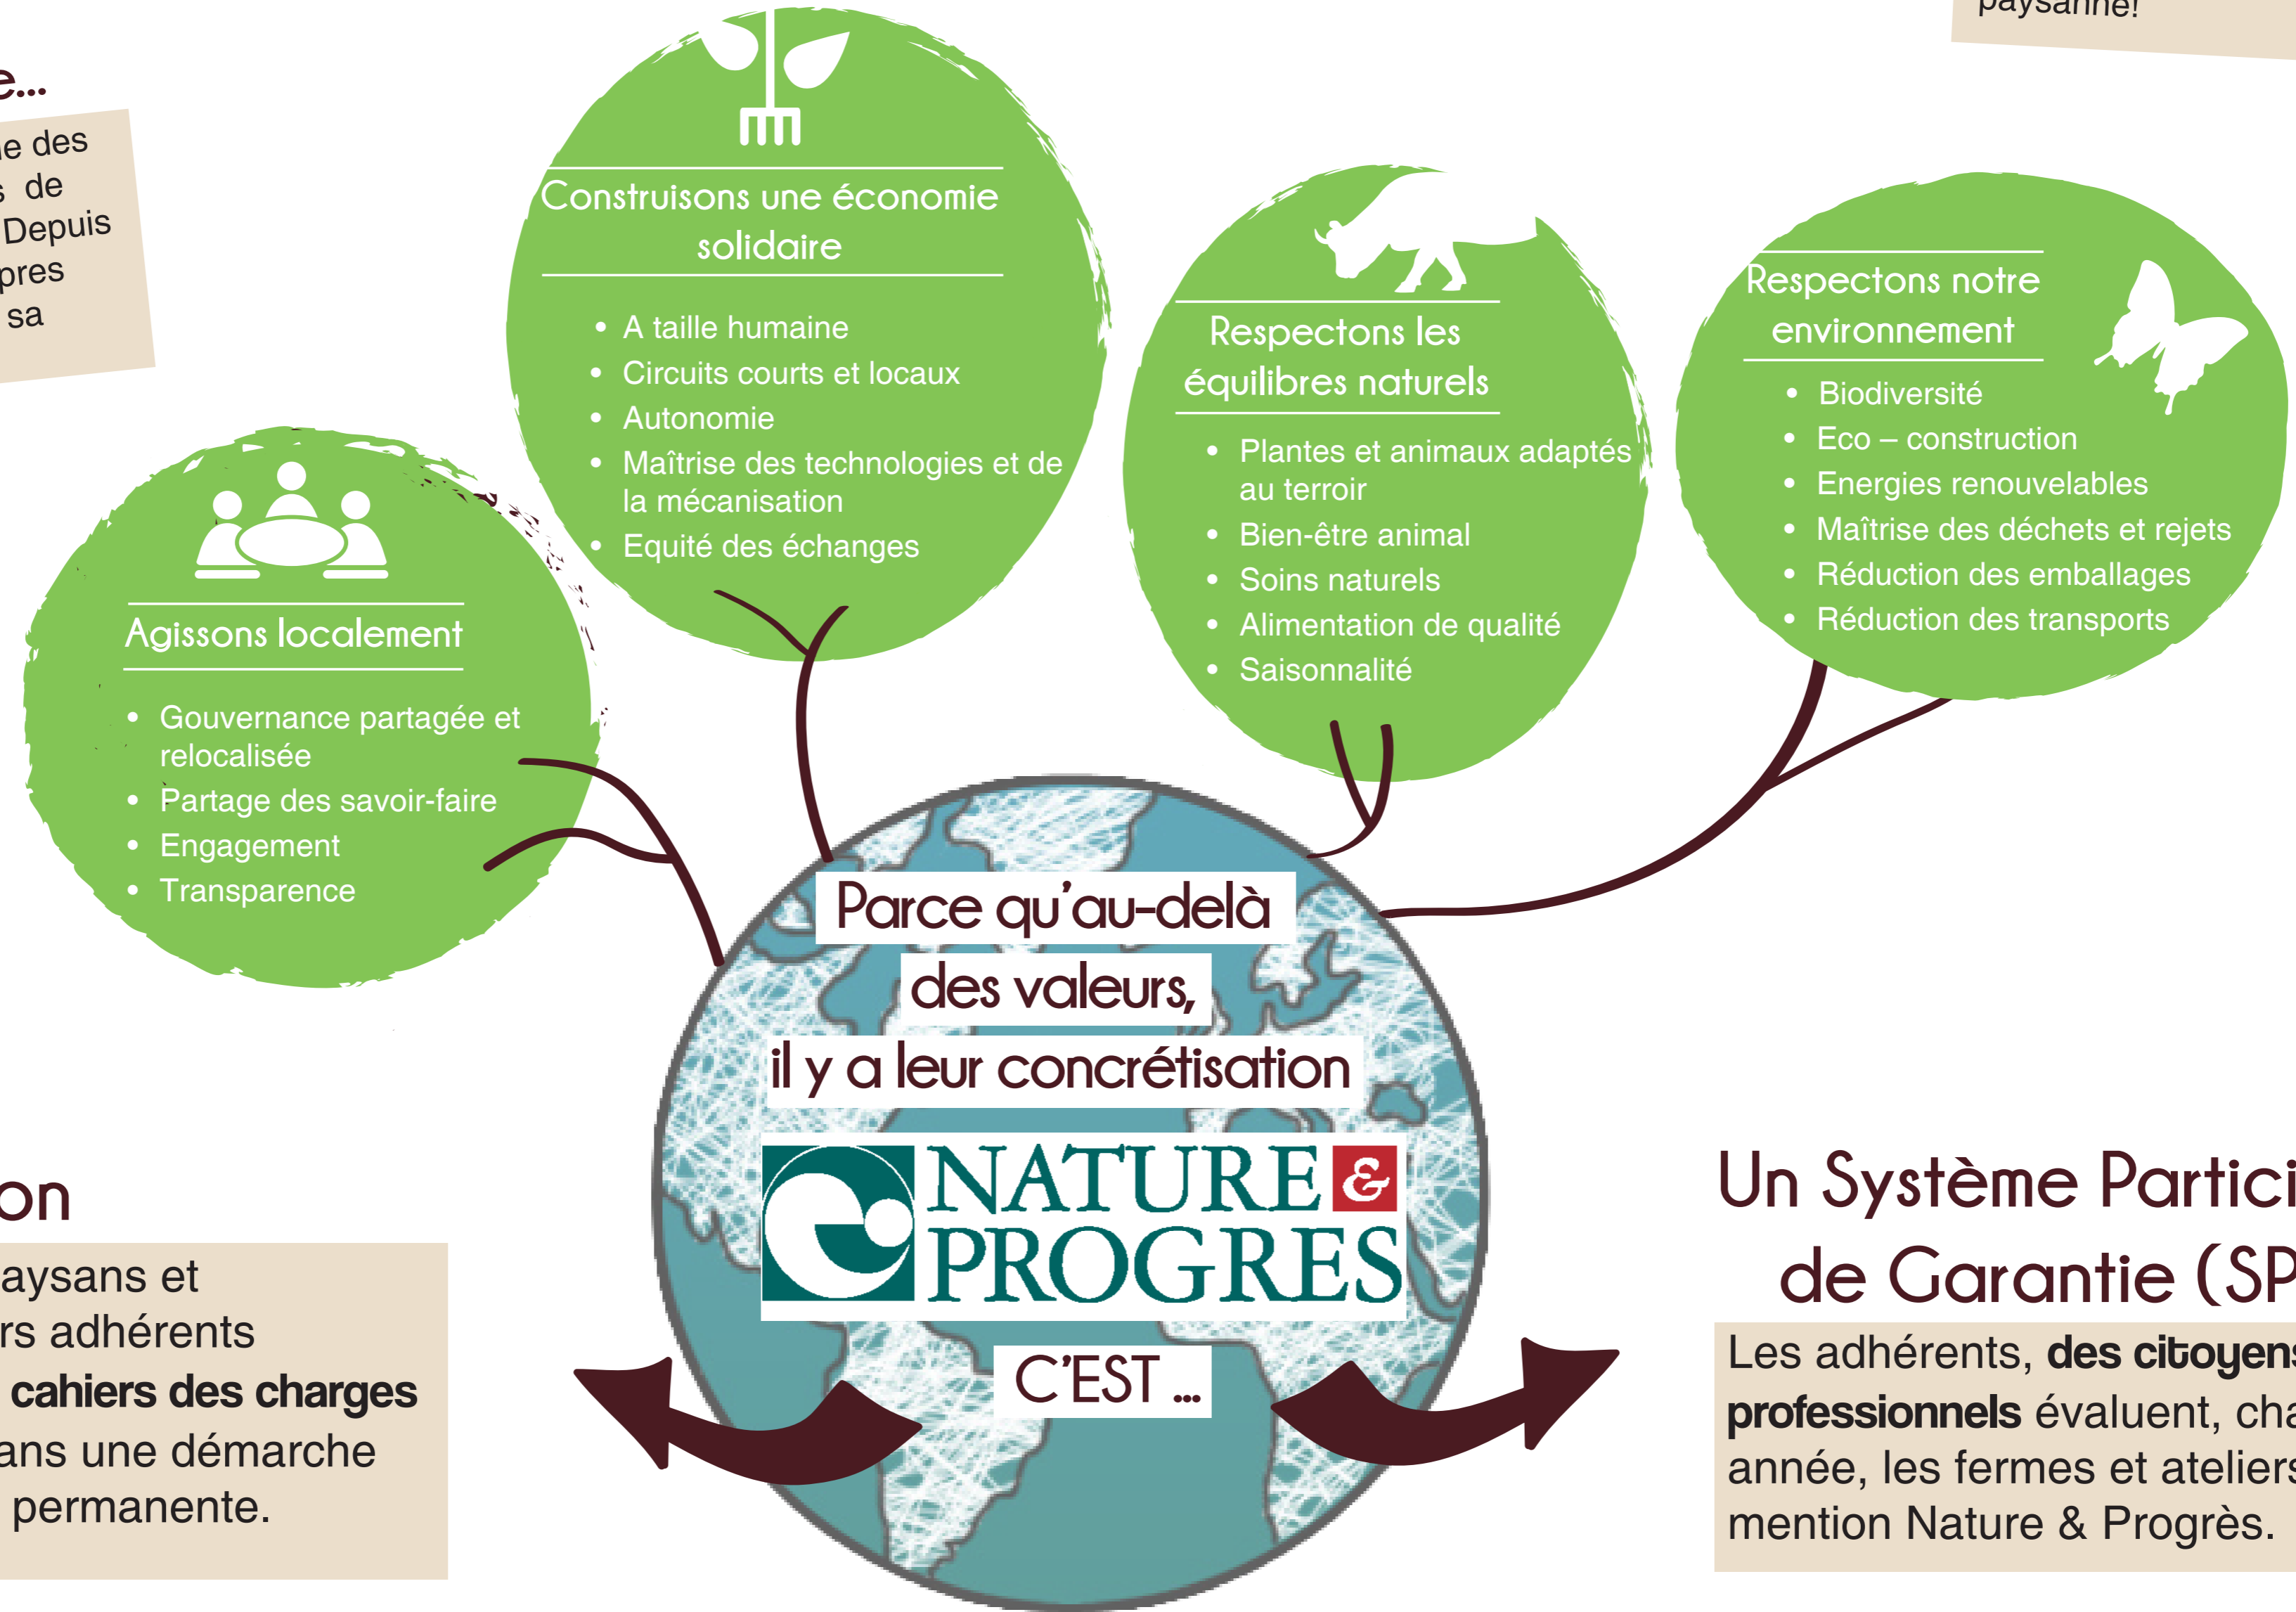 paysanne!
e...
e des
s de
Depuis
pres
sa
Construisons une économie
solidaire
• A taille humaine
• Circuits courts et locaux
• Autonomie
• Maîtrise des technologies et de
la mécanisation
• Equité des échanges
Respectons les
équilibres naturels
• Plantes et animaux adaptés
au terroir
• Bien-être animal
• Soins naturels
• Alimentation de qualité
• Saisonnalité
Respectons notre
environnement
• Biodiversité
• Eco – construction
• Energies renouvelables
• Maîtrise des déchets et rejets
• Réduction des emballages
• Réduction des transports
Agissons localement
• Gouvernance partagée et
relocalisée
• Partage des savoir-faire
• Engagement
• Transparence
Parce qu'au-delà
des valeurs,
il y a leur concrétisation
NATURE &
PROGRES
C'EST ...
on
aysans et
rs adhérents
cahiers des charges
ans une démarche
permanente.
Un Système Partici
de Garantie (SP
Les adhérents, des citoyens
professionnels évaluent, cha
année, les fermes et ateliers
mention Nature & Progrès.